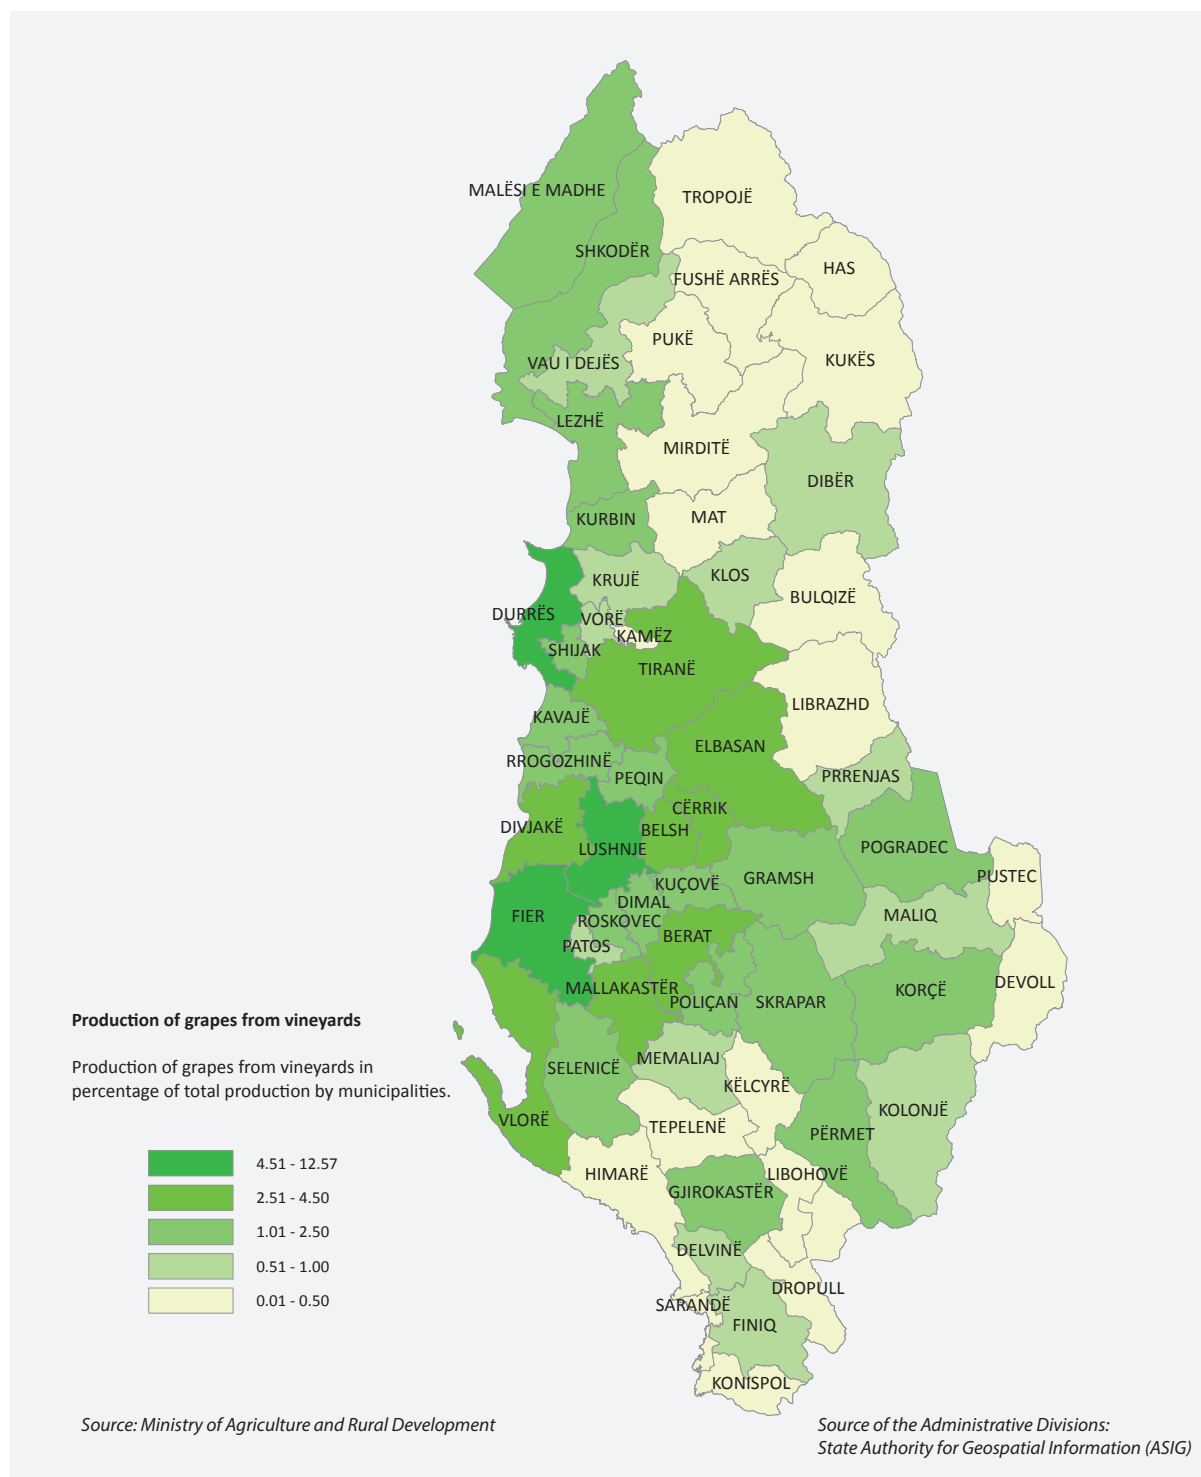 MALËSI E MADHE
TROPOJË
SHKODËR
HAS
FUSHË ARRËS
PUKË
KUKËS
VAU I DEJËS
LEZHË
MIRDITË
DIBËR
KURBIN
MAT
KRUJË
KLOS
BULQIZË
DURRËS
VORË
KAMËZ
SHIJAK
TIRANË
LIBRAZHD
KAVAJË
ELBASAN
RROGOZHINË
PEQIN
PRRENJAS
CËRRIK
DIVJAKË
BELSH
LUSHNJE
POGRADEC
PUSTEC
GRAMSH
KUÇOVË
DIMAL
FIER
ROSKOVEC
MALIQ
BERAT
PATOS
DEVOLL
MALLAKASTËR
KORÇË
POLIÇAN
SKRAPAR
Production of grapes from vineyards
MEMALIAJ
SELENICË
Production of grapes from vineyards in
percentage of total production by municipalities.
KËLCYRË
KOLONJË
VLORË
TEPELENË
PËRMET
4.51 - 12.57
HIMARË
LIBOHOVË
2.51 - 4.50
GJIROKASTËR
1.01 - 2.50
DELVINË
0.51 - 1.00
DROPULL
0.01 - 0.50
SARANDË
FINIQ
KONISPOL
Source: Ministry of Agriculture and Rural Development
Source of the Administrative Divisions:
State Authority for Geospatial Information (ASIG)